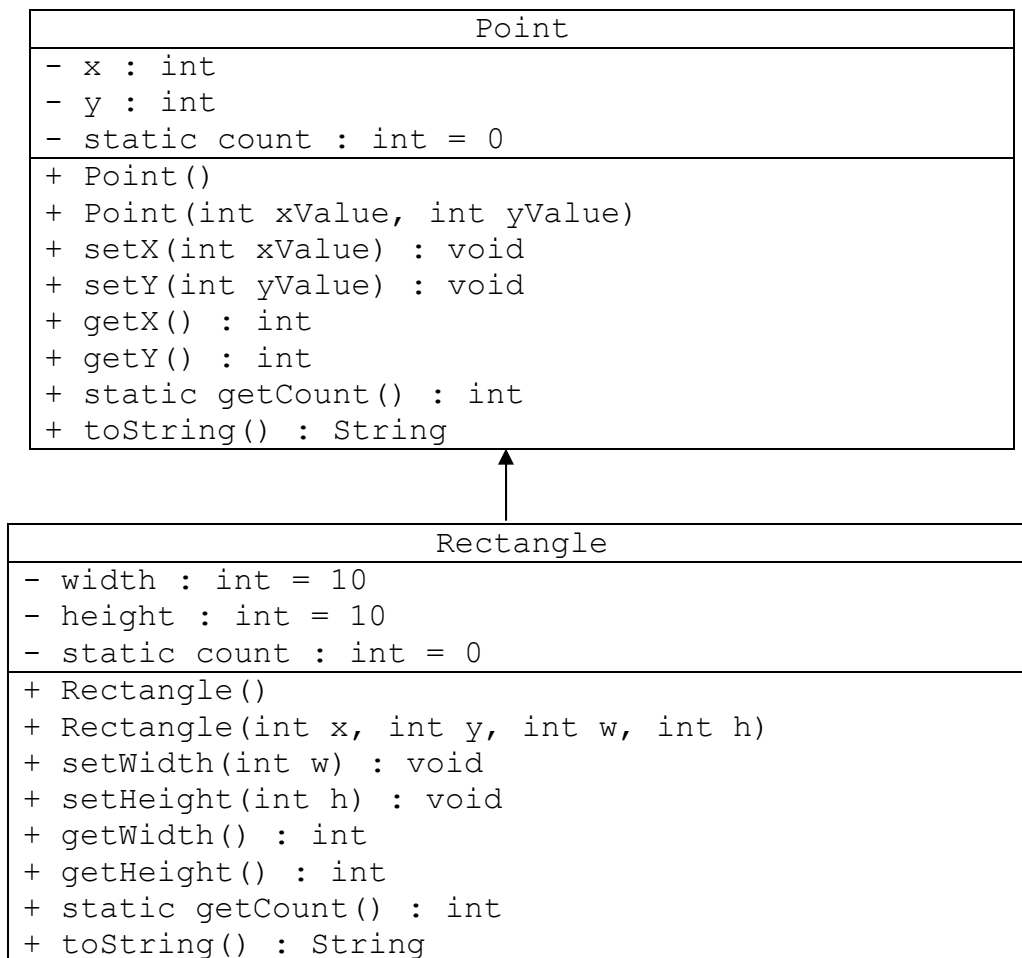 Point
- x : int
- y : int
- static count : int = 0
+ Point()
+ Point(int xValue, int yValue)
+ setX(int xValue) : void
+ setY(int yValue) : void
+ getX() : int
+ getY() : int
+ static getCount() : int
+ toString() : String
Rectangle
- width : int = 10
- height : int = 10
- static count : int = 0
+ Rectangle()
+ Rectangle(int x, int y, int w, int h)
+ setWidth(int w) : void
+ setHeight(int h) : void
+ getWidth() : int
+ getHeight() : int
+ static getCount() : int
+ toString() : String